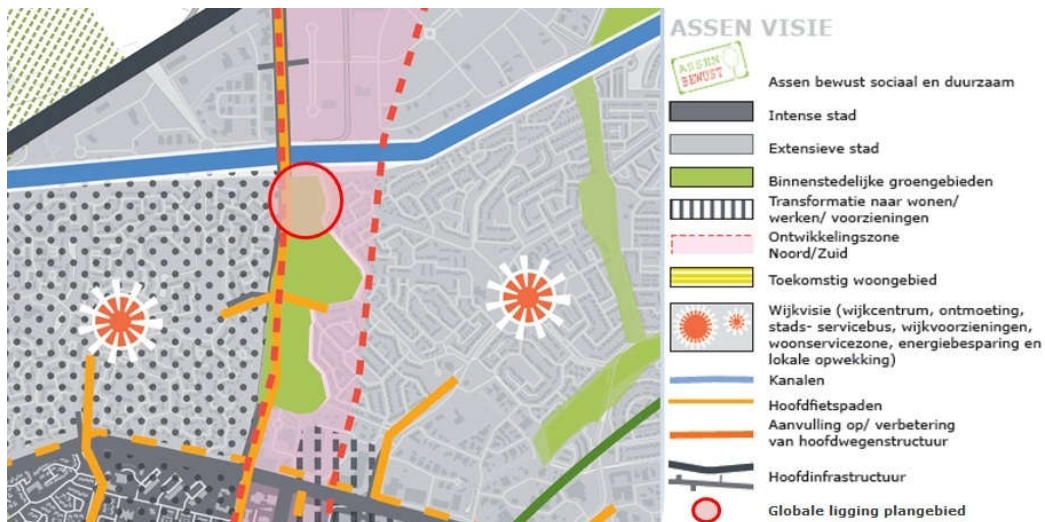 ASSEN VISIE
ASSEN
BEWUST
Assen bewust sociaal en duurzaam
Intense stad
Extensieve stad
Binnenstedelijke groengebieden
Transformatie naar wonen/
werken/ voorzieningen
Ontwikkelingszone
Noord/Zuid
Toekomstig woongebied
Wijkvisie (wijkcentrum, ontmoeting,
stads- servicebus, wijkvoorzieningen,
woonservicezone, energiebesparing en
lokale opwekking)
Kanalen
Hoofdfietspaden
Aanvulling op/ verbetering
van hoofdwegenstructuur
Hoofdinfrastructuur
Globale ligging plangebied